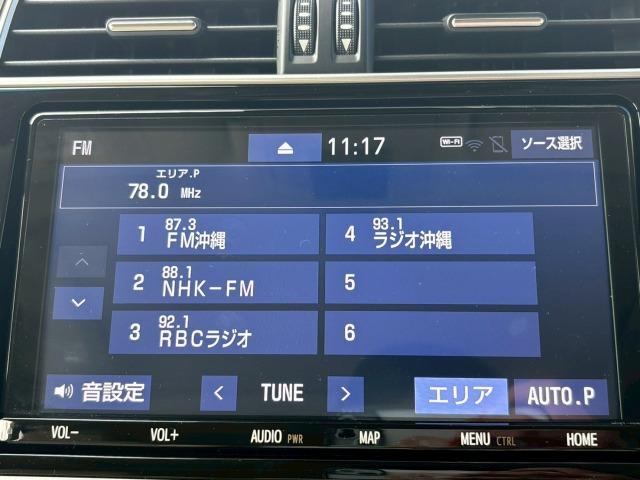 FM
11:17
Wi-Fi
ソース選択
エリア.P
78.0 MHz
1 87.3
FM沖縄
4 93.1
ラジオ沖縄
2 88.1
NHK-FM
5
3 92.1
RBCラジオ
6
音設定
TUNE
エリア
AUTO.P
VOL-
VOL+
AUDIO PWR
MAP
MENU CTRL
HOME